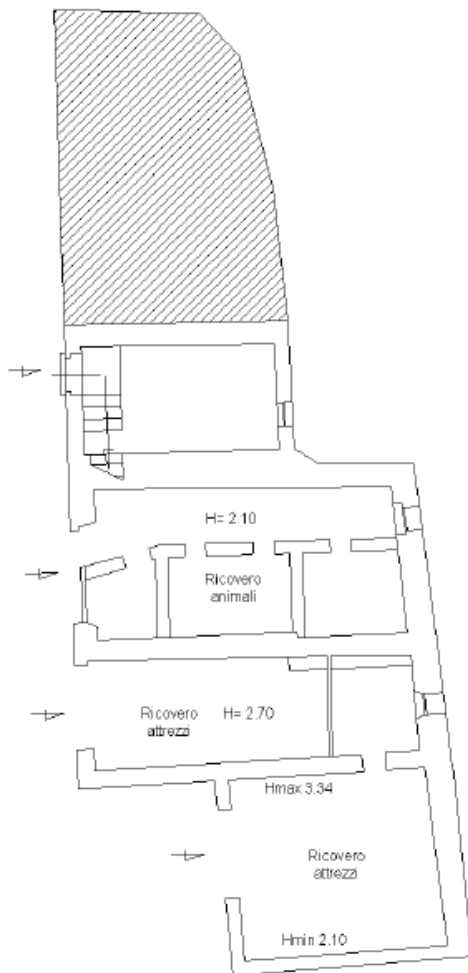 H= 2.10
Ricovero
animali
Ricovero H= 2.70
attrezzi
Hmax 3.34
Ricovero
attrezzi
Hmin 2.10